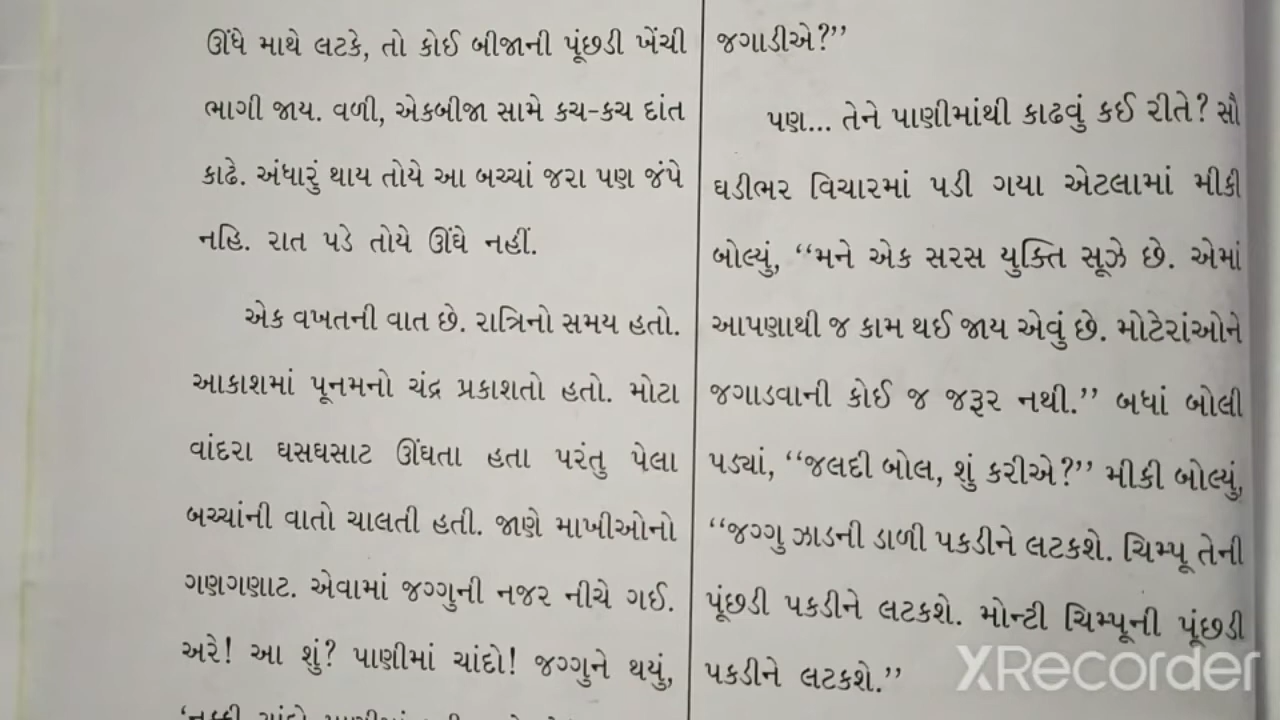 ઊંધે માથે લટકે, તો કોઈ બીજાની પૂંછડી ખેંચી
ભાગી જાય. વળી, એકબીજા સામે કચ-કચ દાંત
કાઢે. અંધારું થાય તોયે આ બચ્ચાં જરા પણ જંપે
નહિ. રાત પડે તોયે ઊંઘે નહીં.
એક વખતની વાત છે. રાત્રિનો સમય હતો.
આકાશમાં પૂનમનો ચંદ્ર પ્રકાશતો હતો. મોટા
વાંદરા ઘસઘસાટ ઊંઘતા હતા પરંતુ પેલા
બચ્ચાંની વાતો ચાલતી હતી. જાણે માખીઓનો
ગણગણાટ. એવામાં જગ્ગુની નજર નીચે ગઈ.
અરે! આ શું? પાણીમાં ચાંદો! જગ્ગુને થયું,
જગાડીએ?”
પણ... તેને પાણીમાંથી કાઢવું કઈ રીતે? સૌ
ઘડીભર વિચારમાં પડી ગયા એટલામાં મીકી
બોલ્યું, “મને એક સરસ યુક્તિ સૂઝે છે. એમાં
આપણાથી જ કામ થઈ જાય એવું છે. મોટેરાંઓને
જગાડવાની કોઈ જ જરૂર નથી.” બધાં બોલી
પડ્યાં, “જલદી બોલ, શું કરીએ?” મીકી બોલ્યું,
“જગ્ગુ ઝાડની ડાળી પકડીને લટકશે. ચિમ્પૂ તેની
પૂંછડી પકડીને લટકશે. મોન્ટી ચિમ્પૂની પૂંછડી
પકડીને લટકશે.”
XRecorder